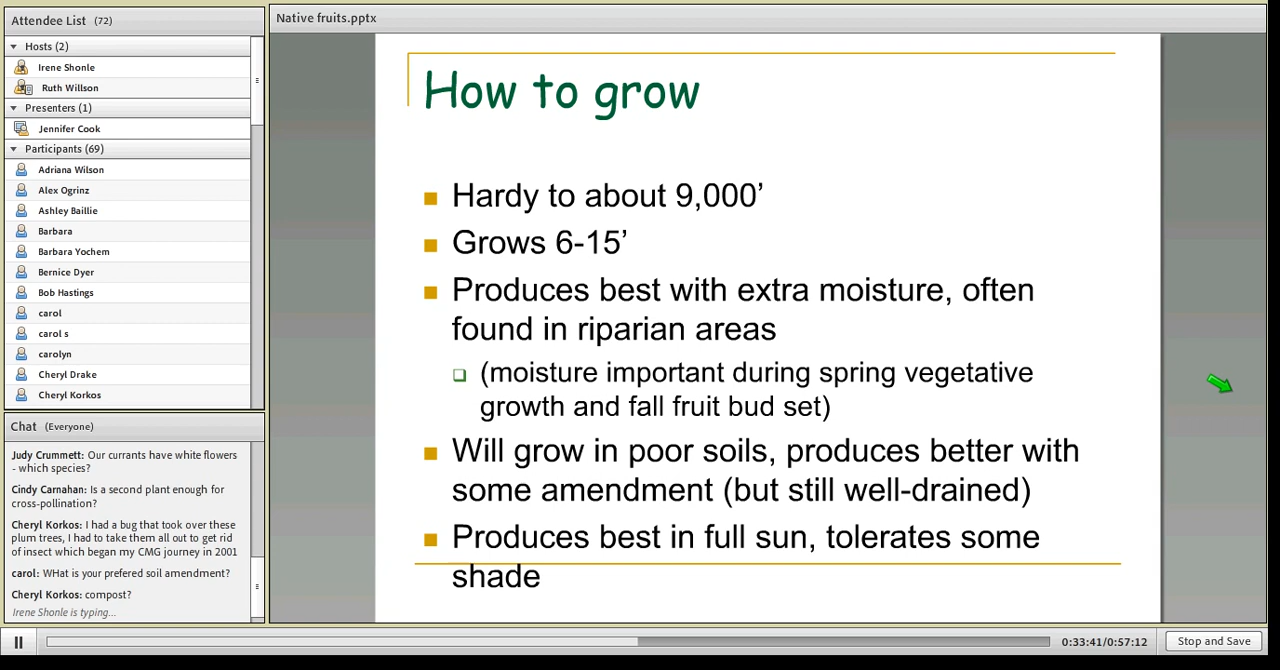 Attendee List (72)
Hosts (2)
Irene Shonle
Ruth Willson
Presenters (1)
Jennifer Cook
Participants (69)
Adriana Wilson
Alex Ogrinz
Ashley Baillie
Barbara
Barbara Yochem
Bernice Dyer
Bob Hastings
carol
carol s
carolyn
Cheryl Drake
Cheryl Korkos
Chat (Everyone)
Judy Crummett: Our currants have white flowers
- which species?
Cindy Carnahan: Is a second plant enough for
cross-pollination?
Cheryl Korkos: I had a bug that took over these
plum trees, I had to take them all out to get rid
of insect which began my CMG journey in 2001
carol: WHat is your prefered soil amendment?
Cheryl Korkos: compost?
Irene Shonle is typing...
Native fruits.pptx
How to grow
Hardy to about 9,000’
Grows 6-15’
Produces best with extra moisture, often
found in riparian areas
(moisture important during spring vegetative
growth and fall fruit bud set)
Will grow in poor soils, produces better with
some amendment (but still well-drained)
Produces best in full sun, tolerates some
shade
0:33:41/0:57:12
Stop and Save